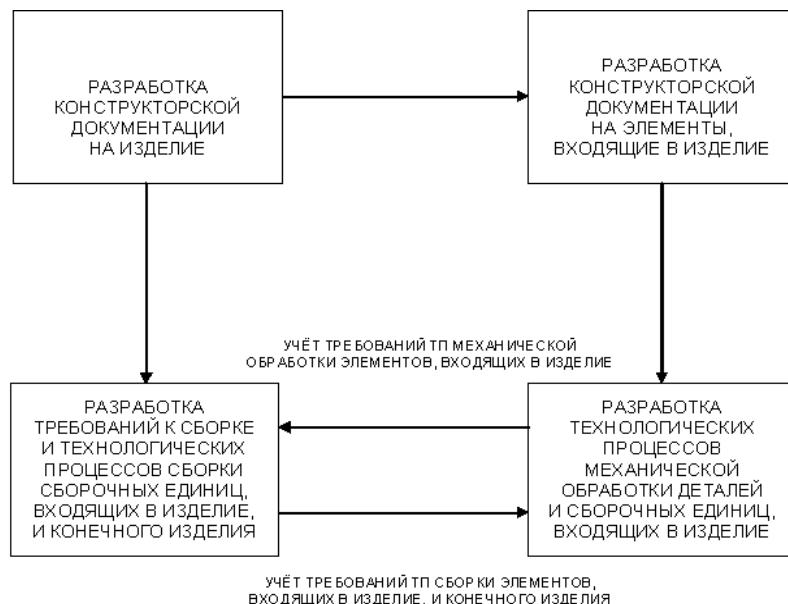 РАЗРАБОТКА
КОНСТРУКТОРСКОЙ
ДОКУМЕНТАЦИИ
НА ИЗДЕЛИЕ
РАЗРАБОТКА
КОНСТРУКТОРСКОЙ
ДОКУМЕНТАЦИИ
НА ЭЛЕМЕНТЫ,
ВХОДЯЩИЕ В ИЗДЕЛИЕ
УЧЁТ ТРЕБОВАНИЙ ТП МЕХАНИЧЕСКОЙ
ОБРАБОТКИ ЭЛЕМЕНТОВ, ВХОДЯЩИХ В ИЗДЕЛИЕ
РАЗРАБОТКА
ТРЕБОВАНИЙ К СБОРКЕ
И ТЕХНОЛОГИЧЕСКИХ
ПРОЦЕССОВ СБОРКИ
СБОРОЧНЫХ ЕДИНИЦ,
ВХОДЯЩИХ В ИЗДЕЛИЕ,
И КОНЕЧНОГО ИЗДЕЛИЯ
РАЗРАБОТКА
ТЕХНОЛОГИЧЕСКИХ
ПРОЦЕССОВ
МЕХАНИЧЕСКОЙ
ОБРАБОТКИ ДЕТАЛЕЙ
И СБОРОЧНЫХ ЕДИНИЦ,
ВХОДЯЩИХ В ИЗДЕЛИЕ
УЧЁТ ТРЕБОВАНИЙ ТП СБОРКИ ЭЛЕМЕНТОВ,
ВХОДЯЩИХ В ИЗДЕЛИЕ, И КОНЕЧНОГО ИЗДЕЛИЯ